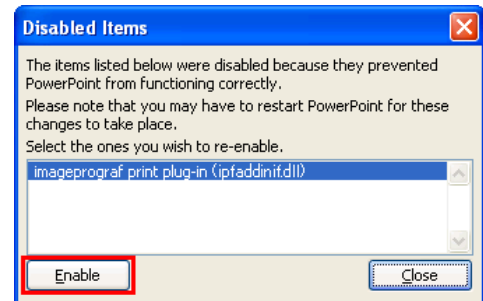 Disabled Items
The items listed below were disabled because they prevented
PowerPoint from functioning correctly.
Please note that you may have to restart PowerPoint for these
changes to take place.
Select the ones you wish to re-enable.
imageprograf print plug-in (ipfaddinif.dll)
Enable
Close